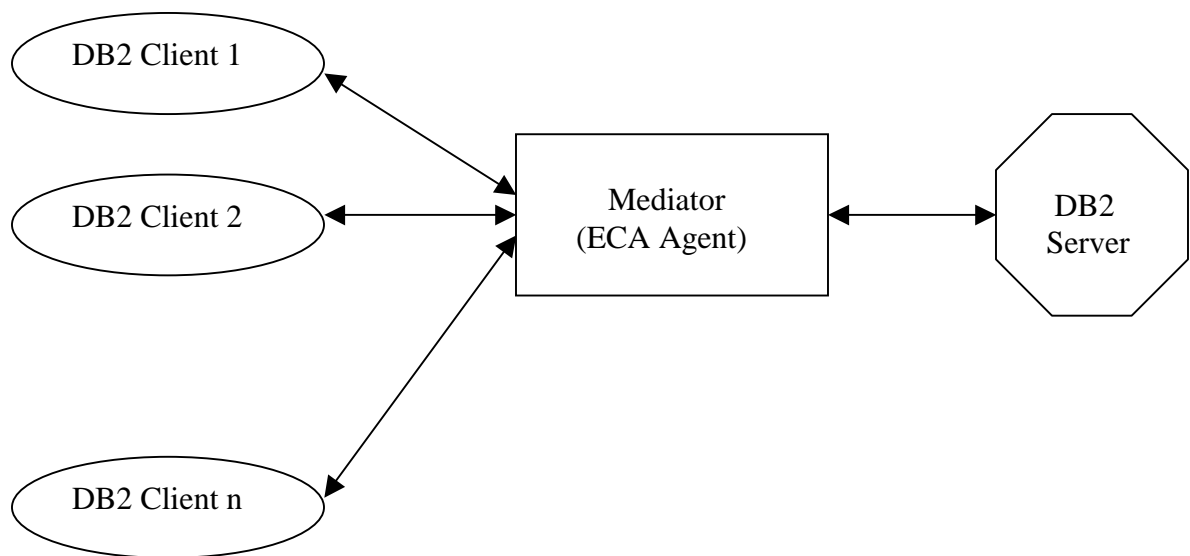 DB2 Client 1
DB2 Client 2
DB2 Client n
Mediator
(ECA Agent)
DB2
Server